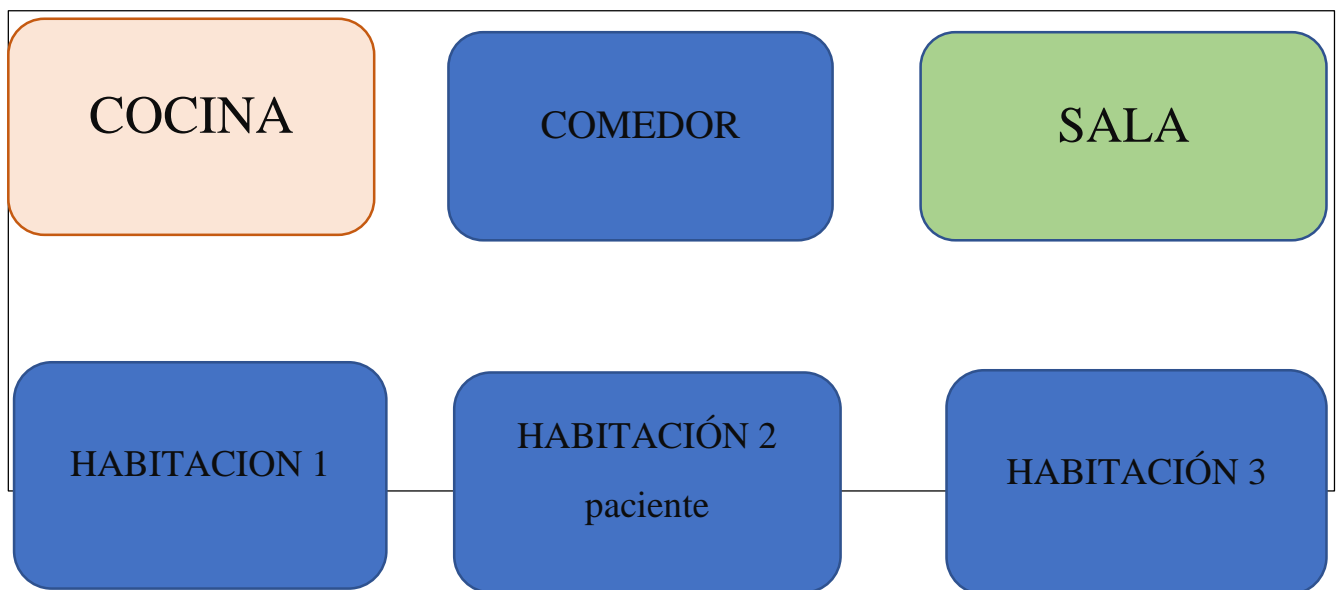 COCINA
COMEDOR
SALA
HABITACION 1
HABITACIÓN 2
paciente
HABITACIÓN 3